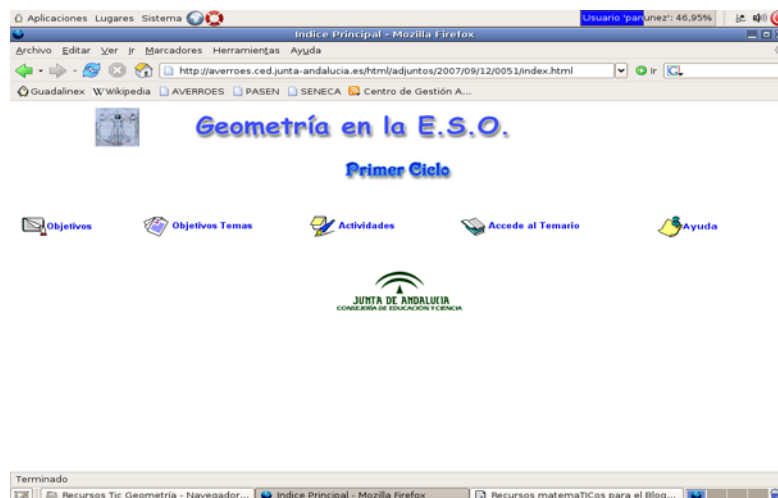 Aplicaciones Lugares Sistema Usuario 'panunez': 46,95%
Indice Principal - Mozilla Firefox
Archivo Editar Ver Ir Marcadores Herramientas Ayuda
http://averroes.ced.junta-andalucia.es/html/adjuntos/2007/09/12/0051/index.html Ir
Guadalinex Wikipedia AVERROES PASEN SENECA Centro de Gestión A...
Geometría en la E.S.O.
Primer Ciclo
Objetivos Objetivos Temas Actividades Accede al Temario Ayuda
JUNTA DE ANDALUCIA
CONSEJERÍA DE EDUCACIÓN Y CIENCIA
Terminado
Recursos Tic Geometría - Navegador... Indice Principal - Mozilla Firefox Recursos matemaTICos para el Blog...